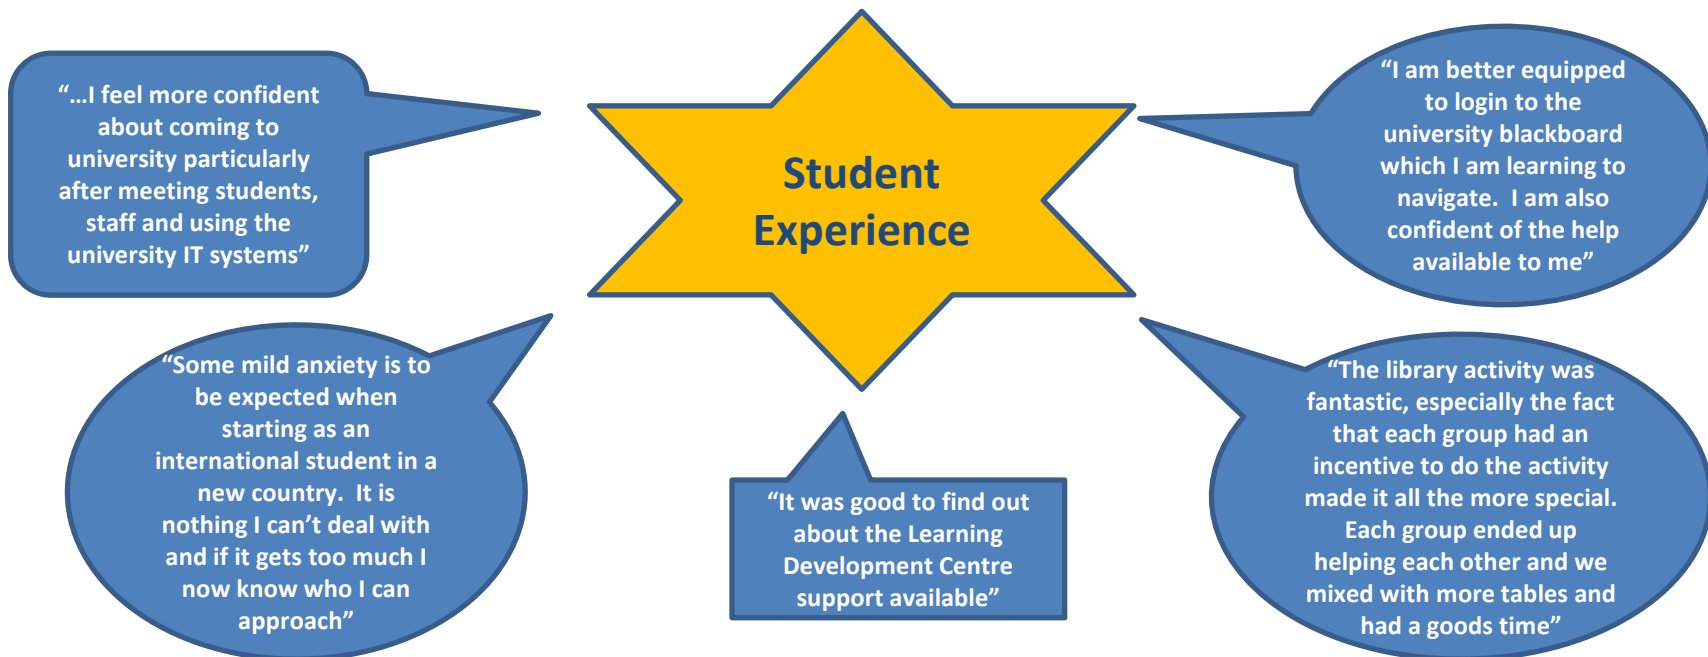 “…I feel more confident
about coming to
university particularly
after meeting students,
staff and using the
university IT systems”
Student
Experience
“I am better equipped
to login to the
university blackboard
which I am learning to
navigate.  I am also
confident of the help
available to me”
“Some mild anxiety is to
be expected when
starting as an
international student in a
new country.  It is
nothing I can’t deal with
and if it gets too much I
now know who I can
approach”
“It was good to find out
about the Learning
Development Centre
support available”
“The library activity was
fantastic, especially the fact
that each group had an
incentive to do the activity
made it all the more special.
Each group ended up
helping each other and we
mixed with more tables and
had a goods time”